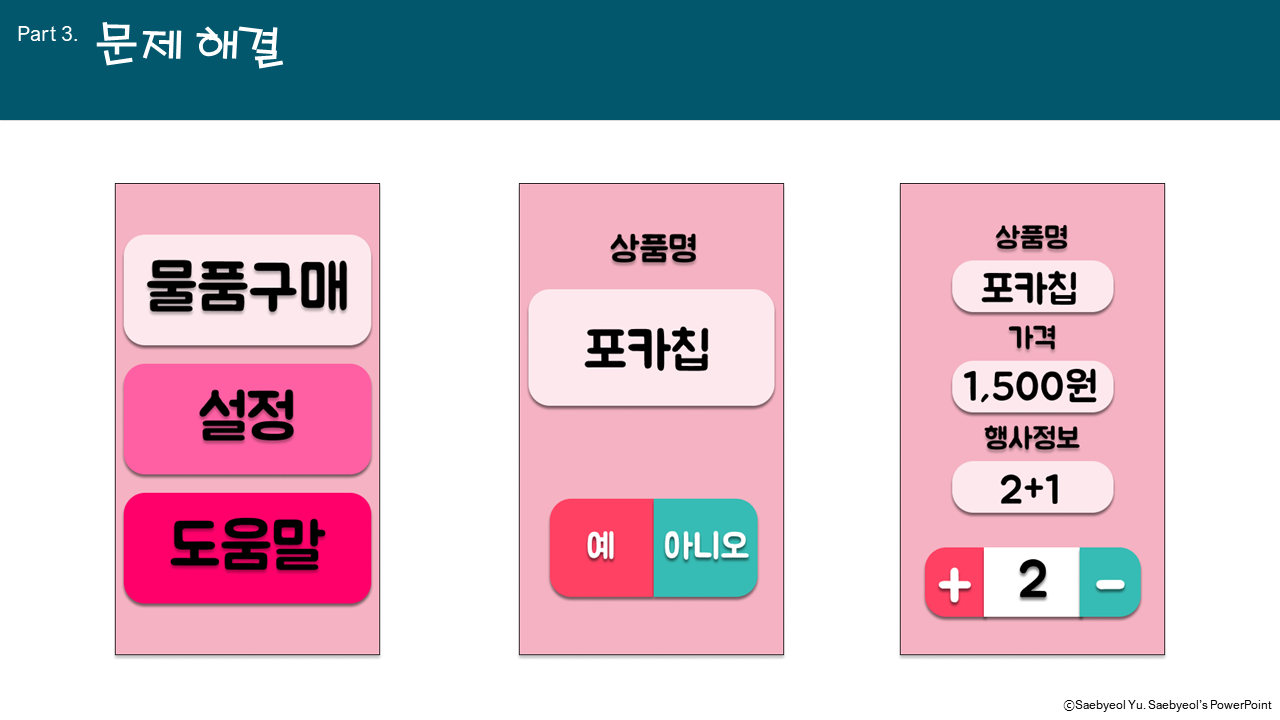 Part 3. 문제 해결
물품구매
설정
도움말
상품명
포카칩
예 아니오
상품명
포카칩
가격
1,500원
행사정보
2+1
+ 2 -
ⓒSaebyeol Yu. Saebyeol's PowerPoint